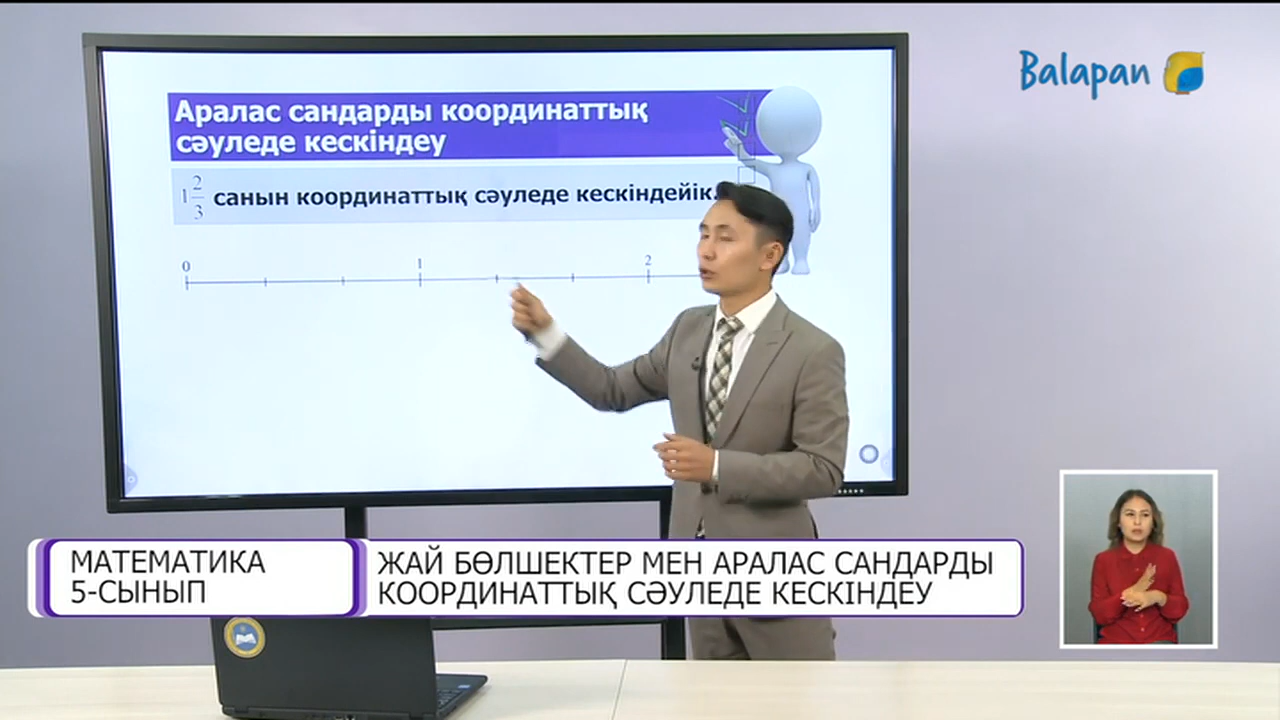 Balapan
Аралас сандарды координаттық
сәуледе кескіндеу
1 2/3 санын координаттық сәуледе кескіндейік.
0 1 2
МАТЕМАТИКА
5-СЫНЫП
ЖАЙ БӨЛШЕКТЕР МЕН АРАЛАС САНДАРДЫ
КООРДИНАТТЫҚ СӘУЛЕДЕ КЕСКІНДЕУ